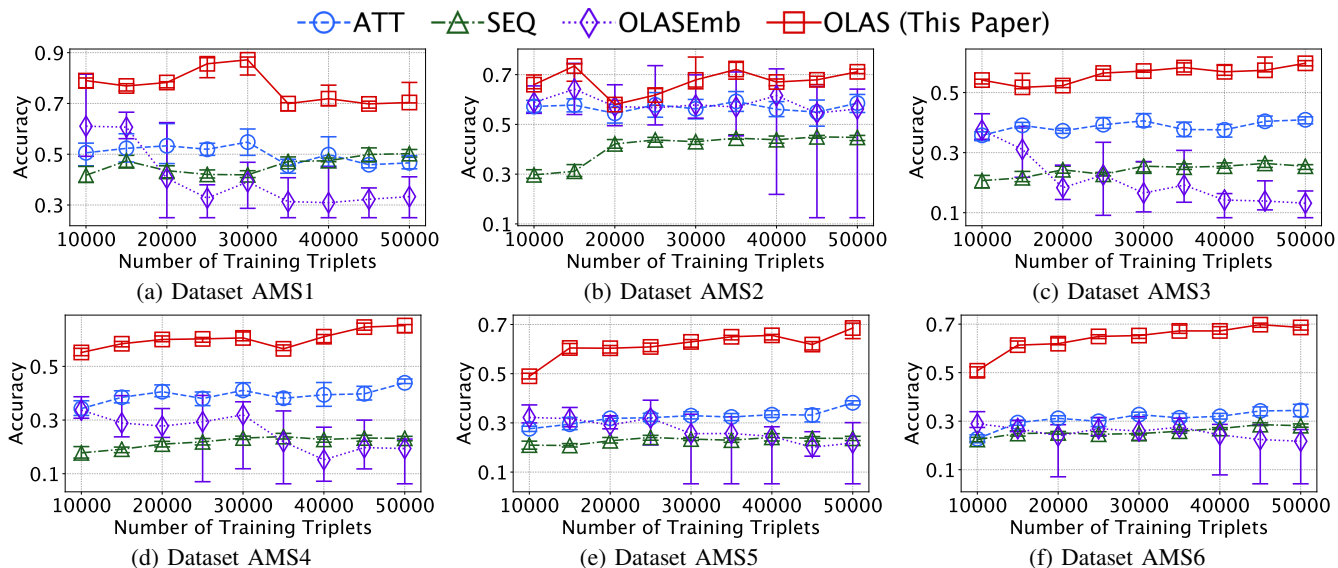 ATT SEQ OLASEmb OLAS (This Paper)
0.9
0.7
0.5
0.3
Accuracy
10000 20000 30000 40000 50000
Number of Training Triplets
(a) Dataset AMS1
0.7
0.5
0.3
0.1
Accuracy
10000 20000 30000 40000 50000
Number of Training Triplets
(b) Dataset AMS2
0.5
0.3
0.1
Accuracy
10000 20000 30000 40000 50000
Number of Training Triplets
(c) Dataset AMS3
0.5
0.3
0.1
Accuracy
10000 20000 30000 40000 50000
Number of Training Triplets
(d) Dataset AMS4
0.7
0.5
0.3
0.1
Accuracy
10000 20000 30000 40000 50000
Number of Training Triplets
(e) Dataset AMS5
0.7
0.5
0.3
0.1
Accuracy
10000 20000 30000 40000 50000
Number of Training Triplets
(f) Dataset AMS6